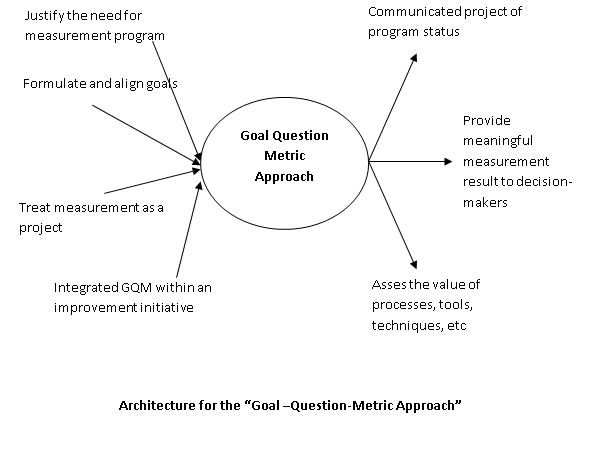 Justify the need for
measurement program
Formulate and align goals
Treat measurement as a
project
Integrated GQM within an
improvement initiative
Goal Question
Metric
Approach
Communicated project of
program status
Provide
meaningful
measurement
result to decision-
makers
Asses the value of
processes, tools,
techniques, etc
Architecture for the “Goal –Question-Metric Approach”